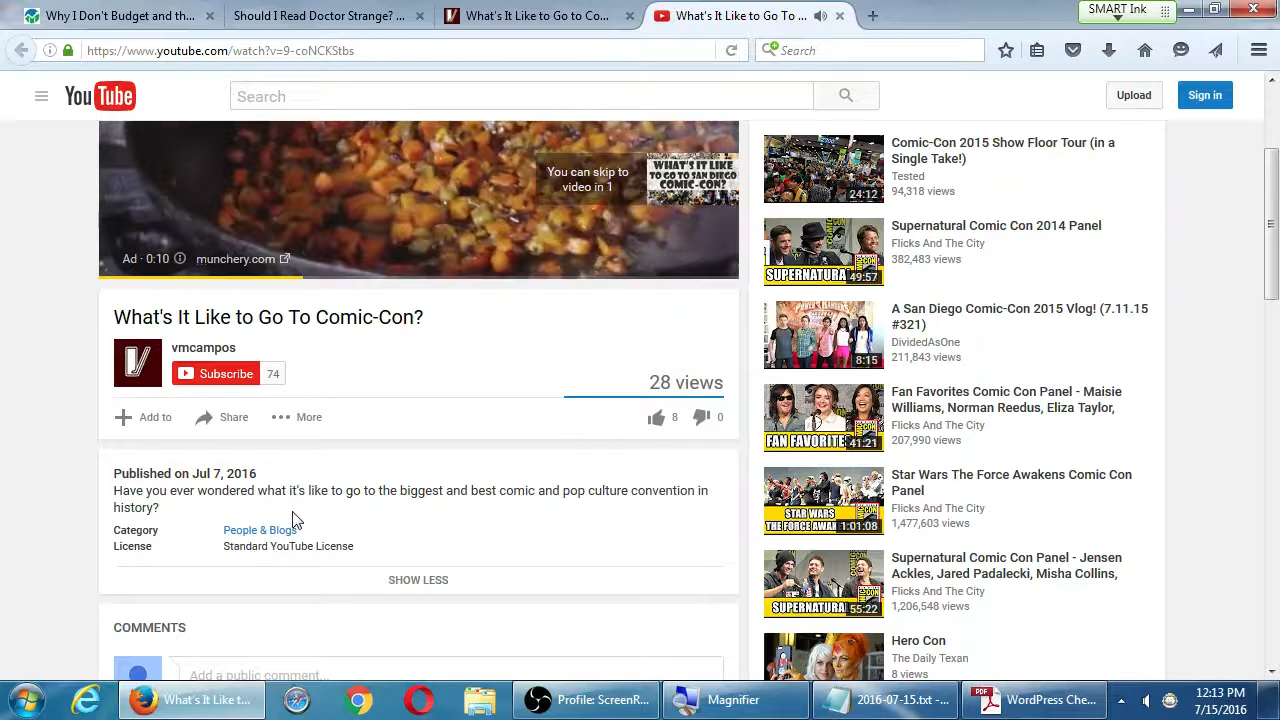 Why I Don't Budget and th...
Should I Read Doctor Strange?...
What's It Like to Go To Co...
What's It Like to Go To ...
SMART Ink
https://www.youtube.com/watch?v=9-coNCKStbs
Search
YouTube
Search
Upload
Sign in
You can skip to
video in 1
WHAT'S IT LIKE
TO GO TO SAN DIEGO
COMIC-CON?
Ad · 0:10
munchery.com
What's It Like to Go To Comic-Con?
vmcampos
Subscribe
74
28 views
Add to
Share
More
8
0
Published on Jul 7, 2016
Have you ever wondered what it's like to go to the biggest and best comic and pop culture convention in
history?
Category
People & Blogs
License
Standard YouTube License
SHOW LESS
COMMENTS
Add a public comment...
24:12
Comic-Con 2015 Show Floor Tour (in a
Single Take!)
Tested
94,318 views
SUPERNATURA
49:57
Supernatural Comic Con 2014 Panel
Flicks And The City
382,483 views
8:15
A San Diego Comic-Con 2015 Vlog! (7.11.15
#321)
DividedAsOne
211,843 views
FAN FAVORITE
41:21
Fan Favorites Comic Con Panel - Maisie
Williams, Norman Reedus, Eliza Taylor,
Flicks And The City
207,990 views
STAR WARS
THE FORCE AWA
1:01:08
Star Wars The Force Awakens Comic Con
Panel
Flicks And The City
1,477,603 views
SUPERNATURA
55:22
Supernatural Comic Con Panel - Jensen
Ackles, Jared Padalecki, Misha Collins,
Flicks And The City
1,206,548 views
Hero Con
The Daily Texan
8 views
What's It Like t...
Profile: ScreenR...
Magnifier
2016-07-15.txt -...
PDF
WordPress Che...
12:13 PM
7/15/2016